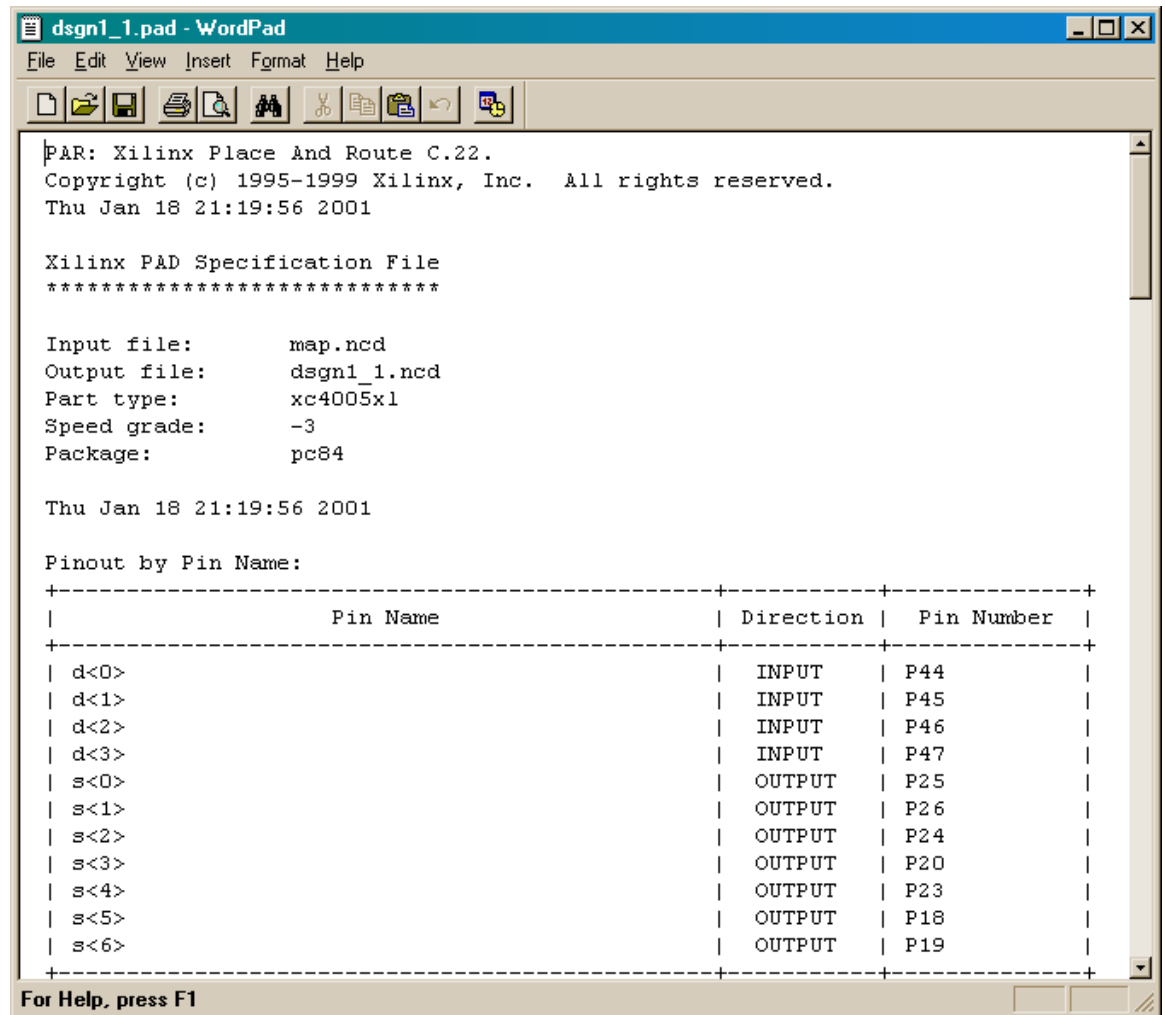 dsgn1_1.pad - WordPad
File Edit View Insert Format Help
PAR: Xilinx Place And Route C.22.
Copyright (c) 1995-1999 Xilinx, Inc.  All rights reserved.
Thu Jan 18 21:19:56 2001
Xilinx PAD Specification File
*****************************
Input file:       map.ncd
Output file:      dsgn1_1.ncd
Part type:        xc4005xl
Speed grade:      -3
Package:          pc84
Thu Jan 18 21:19:56 2001
Pinout by Pin Name:
+------------------------------------------------+-----------+--------------+
|                    Pin Name                    | Direction |  Pin Number  |
+------------------------------------------------+-----------+--------------+
| d<0>                                           |   INPUT   | P44          |
| d<1>                                           |   INPUT   | P45          |
| d<2>                                           |   INPUT   | P46          |
| d<3>                                           |   INPUT   | P47          |
| s<0>                                           |  OUTPUT   | P25          |
| s<1>                                           |  OUTPUT   | P26          |
| s<2>                                           |  OUTPUT   | P24          |
| s<3>                                           |  OUTPUT   | P20          |
| s<4>                                           |  OUTPUT   | P23          |
| s<5>                                           |  OUTPUT   | P18          |
| s<6>                                           |  OUTPUT   | P19          |
+------------------------------------------------+-----------+--------------+
For Help, press F1